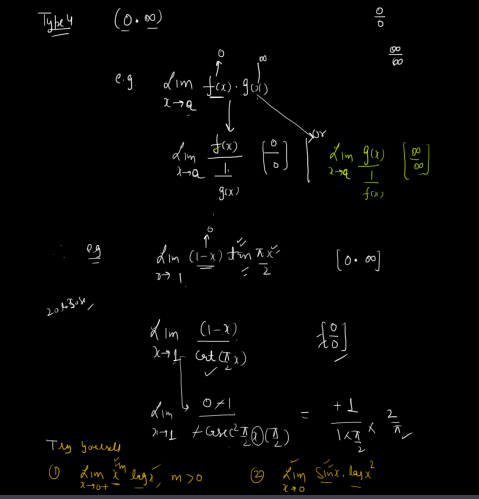 Type 4 (0·∞) 0/0
∞/∞
e.g Lim x→a f(x)·g(x) 0 ∞
Lim x→a f(x)/(1/g(x)) [0/0] or Lim x→a g(x)/(1/f(x)) [∞/∞]
e.g Lim x→1 (1-x) tan πx/2 0 [0·∞]
Lim x→1 (1-x)/cot(π/2 x) [0/0]
Lim x→1 0-1/-cosec² π/2 x (π/2) = +1/(1×π/2) × 2/π
Try yourself
① Lim x→0+ x^m log x, m>0 ② Lim x→0 Sin x · log x²